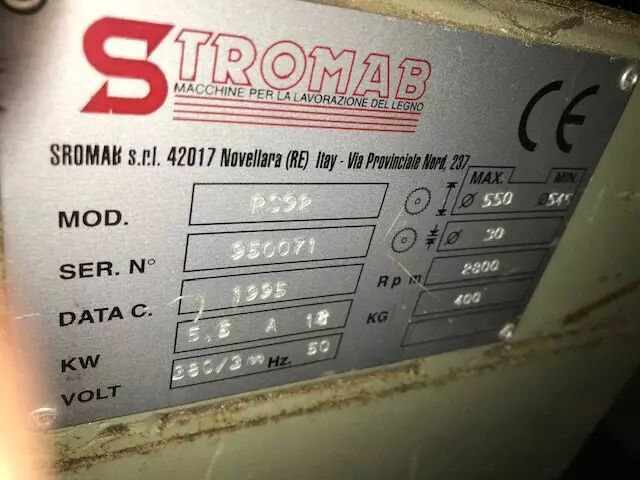 STROMAB
MACCHINE PER LA LAVORAZIONE DEL LEGNO
CE
SROMAB s.r.l. 42017 Novellara (RE) Itay - Via Provinciale Nord, 237
MAX. MIN.
MOD. RS92 Ø 550 Ø545
SER. N° 950071 Ø 30
DATA C. 1995 Rpm 2800
KW 5,5 A 18 KG 400
VOLT 380/3 Hz. 50